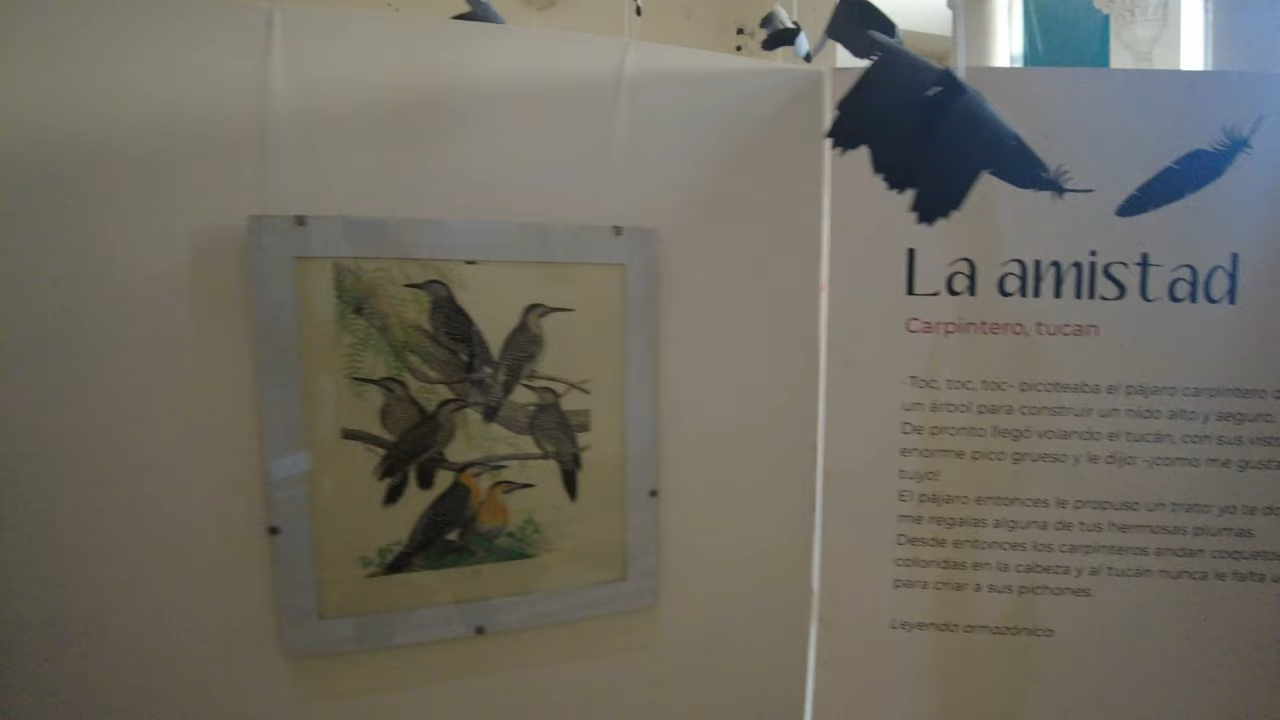 La amistad
Carpintero, tucan
-Toc, toc, toc- picoteaba el pájaro carpintero
un árbol para construir un nido alto y seguro.
De pronto llegó volando el tucán, con sus
enorme pico grueso y le dijo: -¡como me gusta
tuyo!
El pájaro entonces le propuso un trato: yo te
me regalas alguna de tus hermosas plumas.
Desde entonces los carpinteros andan
coloridas en la cabeza y al tucán nunca le falta
para criar a sus pichones.
Leyenda amazónica